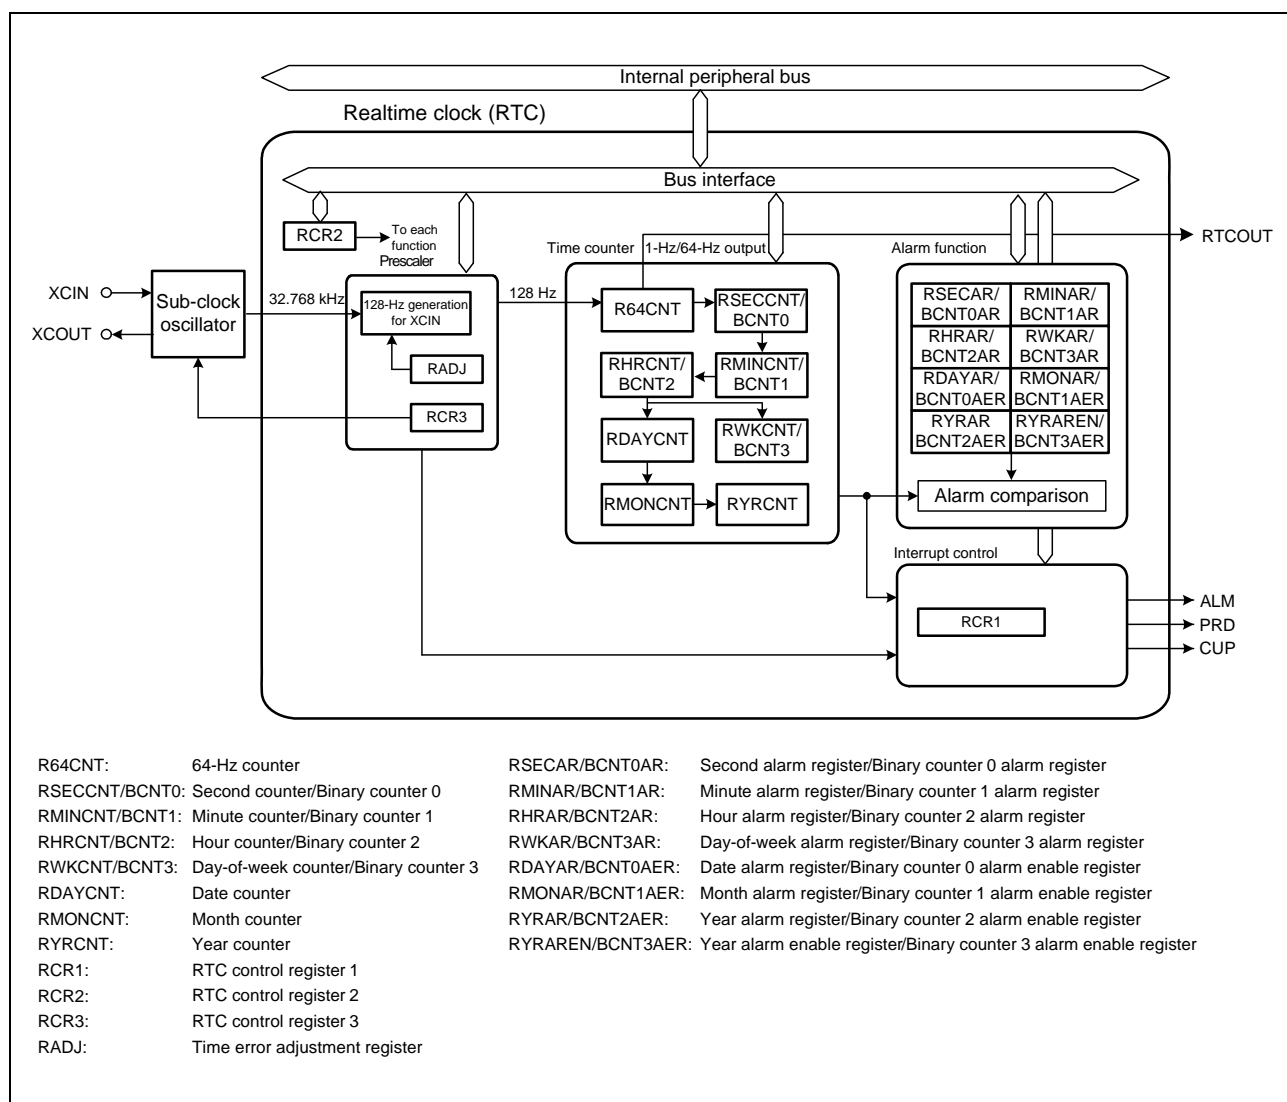 Internal peripheral bus
Realtime clock (RTC)
Bus interface
RCR2
To each
function
Prescaler
Time counter
1-Hz/64-Hz output
Alarm function
RTCOUT
XCIN
XCOUT
Sub-clock
oscillator
32.768 kHz
128-Hz generation
for XCIN
RADJ
RCR3
128 Hz
R64CNT
RSECCNT/
BCNT0
RHRCNT/
BCNT2
RMINCNT/
BCNT1
RDAYCNT
RWKCNT/
BCNT3
RMONCNT
RYRCNT
RSECAR/
BCNT0AR
RMINAR/
BCNT1AR
RHRAR/
BCNT2AR
RWKAR/
BCNT3AR
RDAYAR/
BCNT0AER
RMONAR/
BCNT1AER
RYRAR
BCNT2AER
RYRAREN/
BCNT3AER
Alarm comparison
Interrupt control
RCR1
ALM
PRD
CUP
R64CNT: 64-Hz counter
RSECCNT/BCNT0: Second counter/Binary counter 0
RMINCNT/BCNT1: Minute counter/Binary counter 1
RHRCNT/BCNT2: Hour counter/Binary counter 2
RWKCNT/BCNT3: Day-of-week counter/Binary counter 3
RDAYCNT: Date counter
RMONCNT: Month counter
RYRCNT: Year counter
RCR1: RTC control register 1
RCR2: RTC control register 2
RCR3: RTC control register 3
RADJ: Time error adjustment register
RSECAR/BCNT0AR: Second alarm register/Binary counter 0 alarm register
RMINAR/BCNT1AR: Minute alarm register/Binary counter 1 alarm register
RHRAR/BCNT2AR: Hour alarm register/Binary counter 2 alarm register
RWKAR/BCNT3AR: Day-of-week alarm register/Binary counter 3 alarm register
RDAYAR/BCNT0AER: Date alarm register/Binary counter 0 alarm enable register
RMONAR/BCNT1AER: Month alarm register/Binary counter 1 alarm enable register
RYRAR/BCNT2AER: Year alarm register/Binary counter 2 alarm enable register
RYRAREN/BCNT3AER: Year alarm enable register/Binary counter 3 alarm enable register